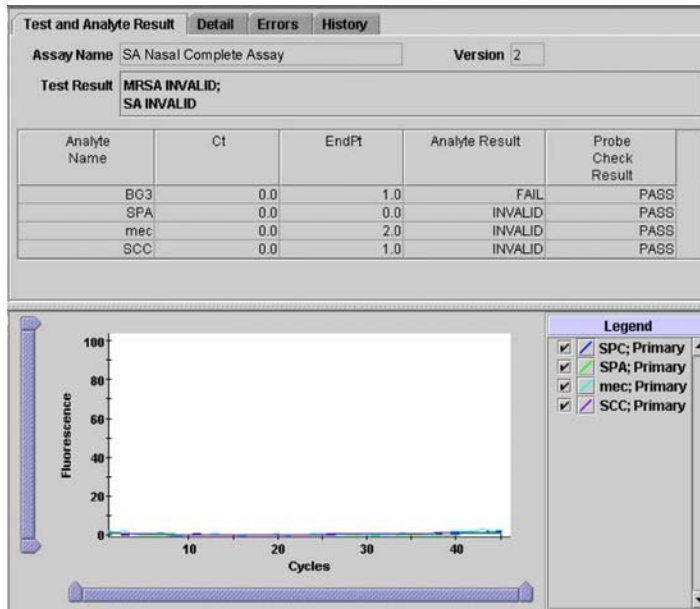 Test and Analyte Result Detail Errors History
Assay Name SA Nasal Complete Assay Version 2
Test Result MRSA INVALID;
SA INVALID
Analyte Name Ct EndPt Analyte Result Probe Check Result
BG3 0.0 1.0 FAIL PASS
SPA 0.0 0.0 INVALID PASS
mec 0.0 2.0 INVALID PASS
SCC 0.0 1.0 INVALID PASS
Legend
SPC; Primary
SPA; Primary
mec; Primary
SCC; Primary
100
80
60
40
20
0
Fluorescence
10 20 30 40
Cycles